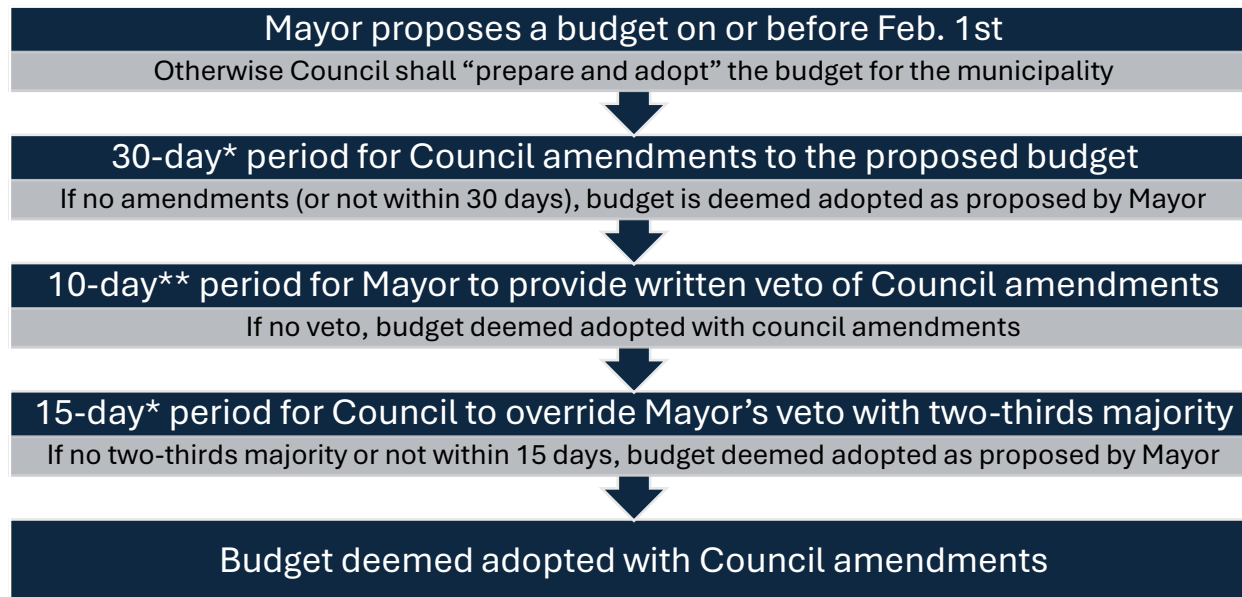 Mayor proposes a budget on or before Feb. 1st
Otherwise Council shall “prepare and adopt” the budget for the municipality
30-day* period for Council amendments to the proposed budget
If no amendments (or not within 30 days), budget is deemed adopted as proposed by Mayor
10-day** period for Mayor to provide written veto of Council amendments
If no veto, budget deemed adopted with council amendments
15-day* period for Council to override Mayor’s veto with two-thirds majority
If no two-thirds majority or not within 15 days, budget deemed adopted as proposed by Mayor
Budget deemed adopted with Council amendments